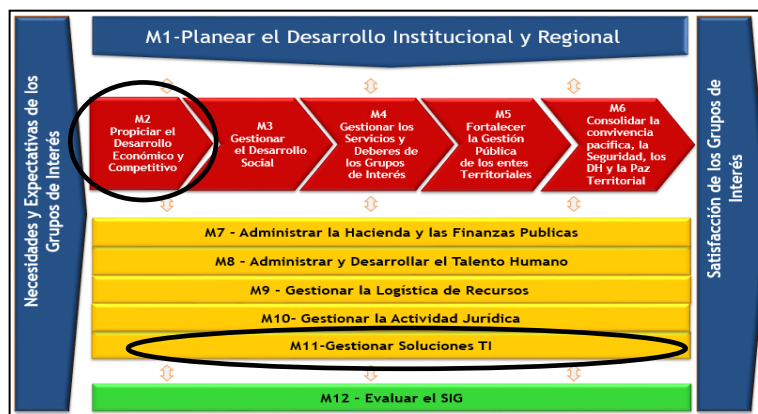 M1-Planear el Desarrollo Institucional y Regional
Necesidades y Expectativas de los
Grupos de Interés
M2
Propiciar el
Desarrollo
Económico y
Competitivo
M3
Gestionar
el Desarrollo
Social
M4
Gestionar los
Servicios y
Deberes de
los Grupos de
Interés
M5
Fortalecer
la Gestión
Pública
de los entes
Territoriales
M6
Consolidar la
convivencia
pacifica, la
Seguridad, los
DH y la Paz
Territorial
Satisfacción de los Grupos de
Interés
M7 - Administrar la Hacienda y las Finanzas Publicas
M8 - Administrar y Desarrollar el Talento Humano
M9 - Gestionar la Logística de Recursos
M10- Gestionar la Actividad Jurídica
M11-Gestionar Soluciones TI
M12 - Evaluar el SIG